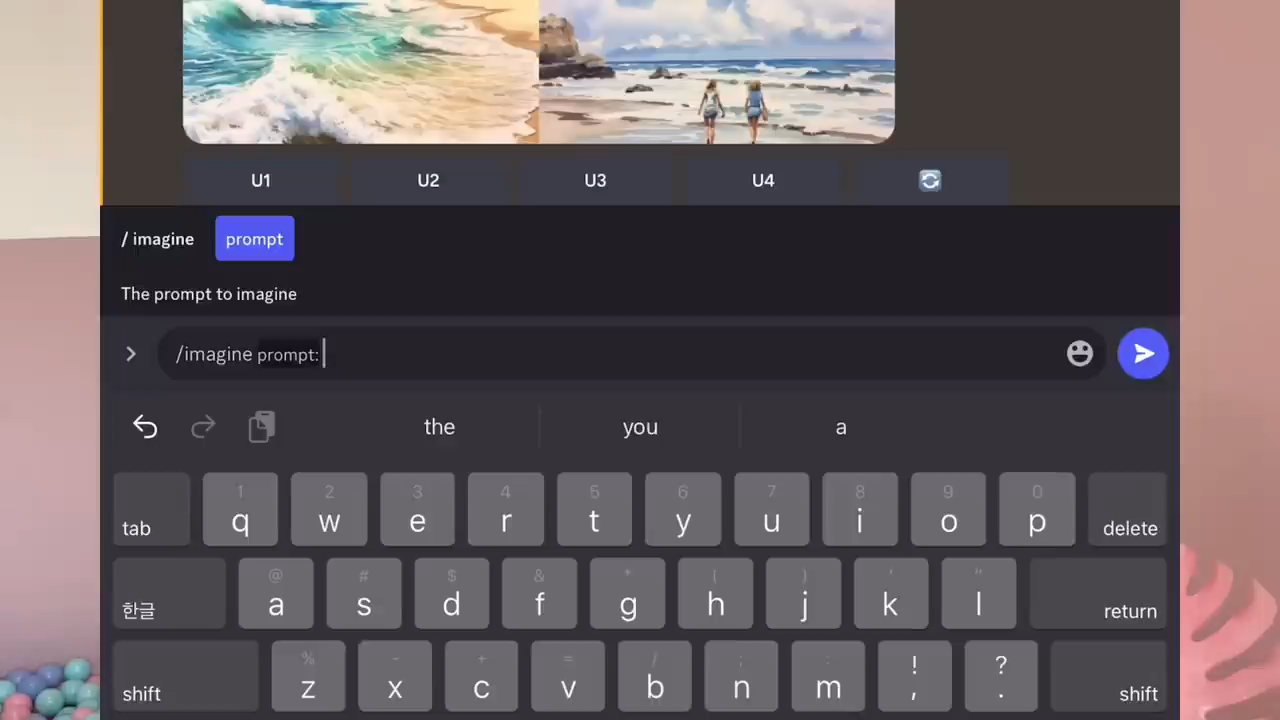 U1 U2 U3 U4
/ imagine prompt
The prompt to imagine
/imagine prompt:
the you a
1 2 3 4 5 6 7 8 9 0
tab q w e r t y u i o p delete
@ # $ & * ( ) ' "
한글 a s d f g h j k l return
% - + = / ; : ! ?
shift z x c v b n m , . shift